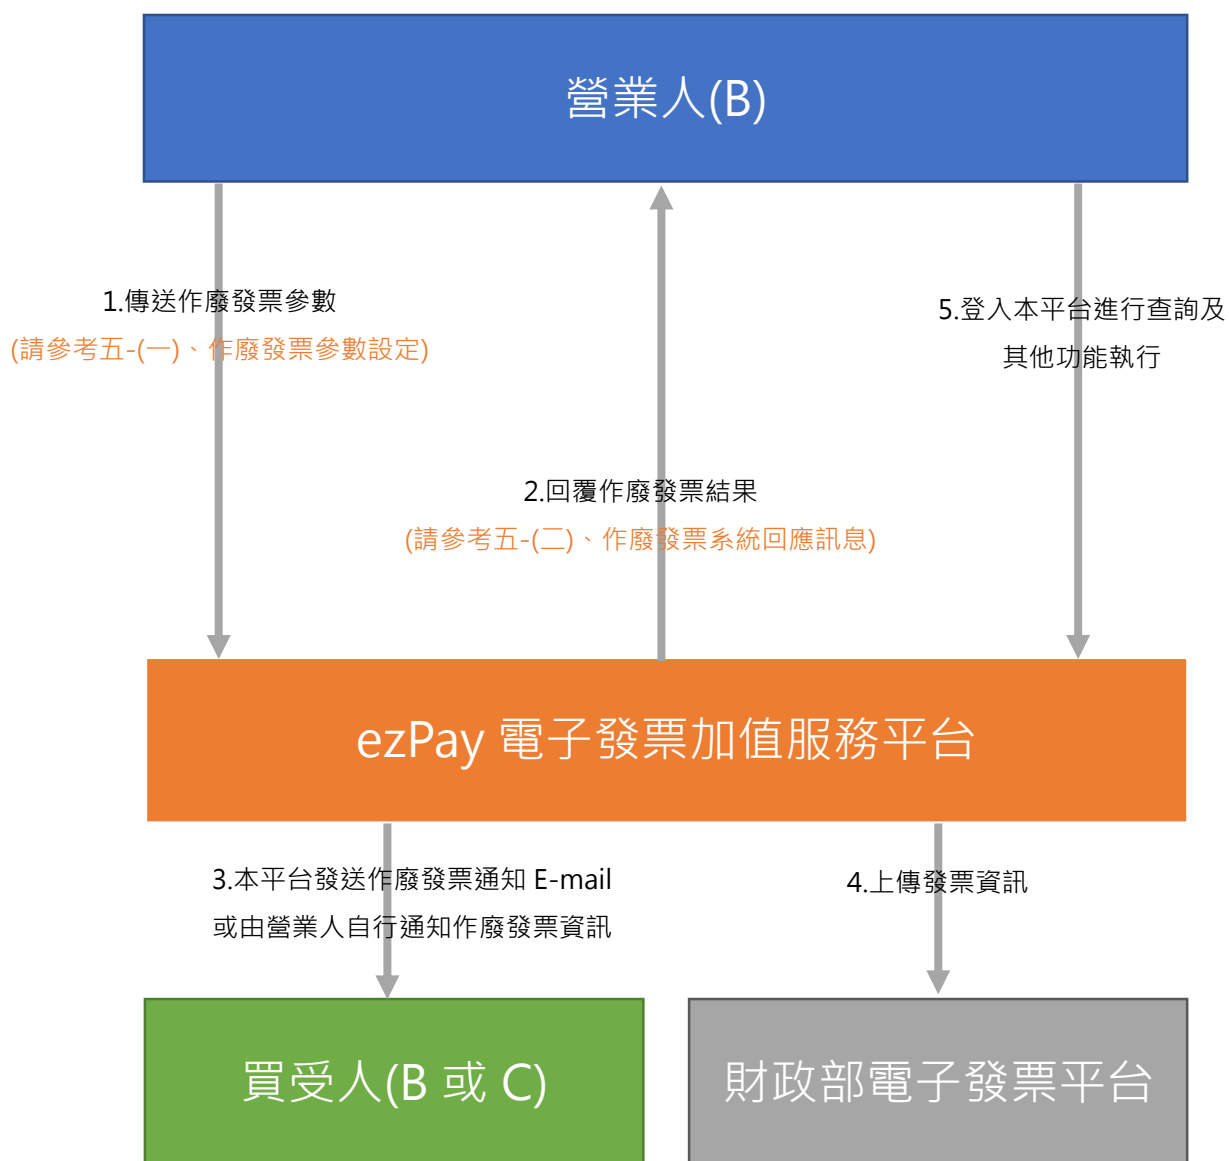 營業人(B)
1.傳送作廢發票參數
(請參考五-(一)、作廢發票參數設定)
5.登入本平台進行查詢及
其他功能執行
2.回覆作廢發票結果
(請參考五-(二)、作廢發票系統回應訊息)
ezPay 電子發票加值服務平台
3.本平台發送作廢發票通知 E-mail
或由營業人自行通知作廢發票資訊
4.上傳發票資訊
買受人(B 或 C)
財政部電子發票平台